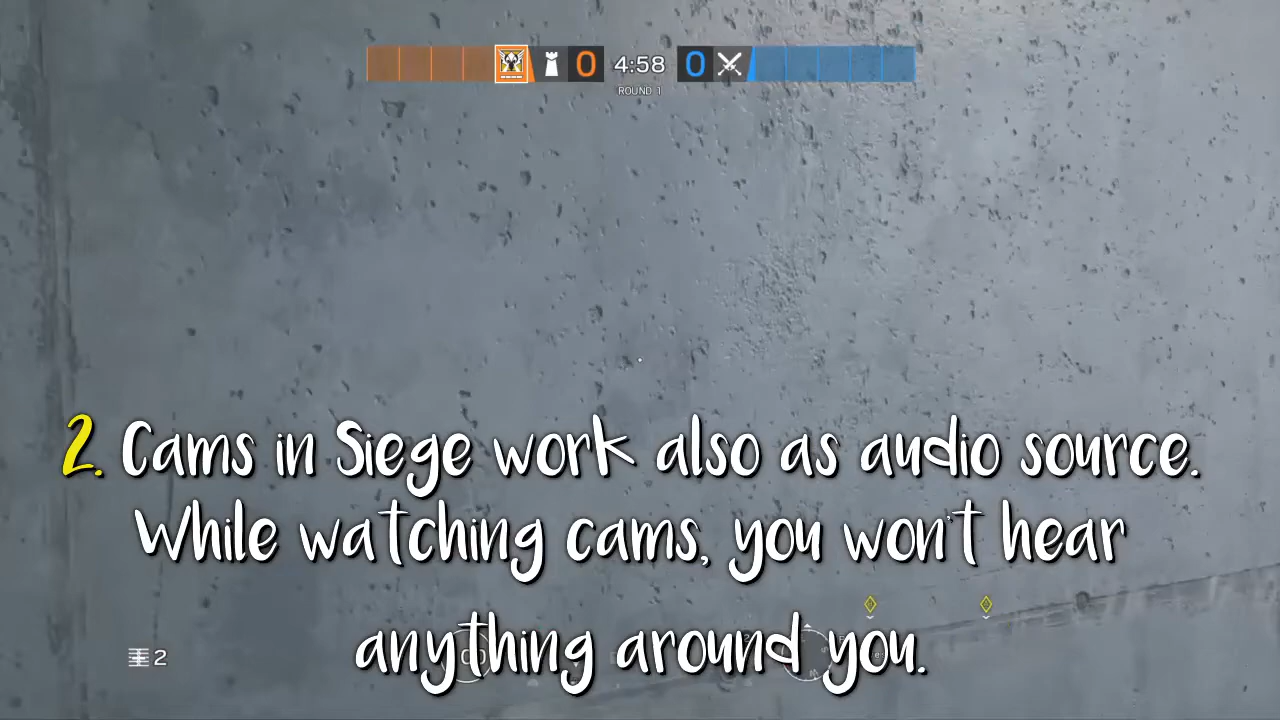 0 4:58 0
ROUND 1
2. Cams in Siege work also as audio source.
While watching cams, you won't hear
anything around you.
2